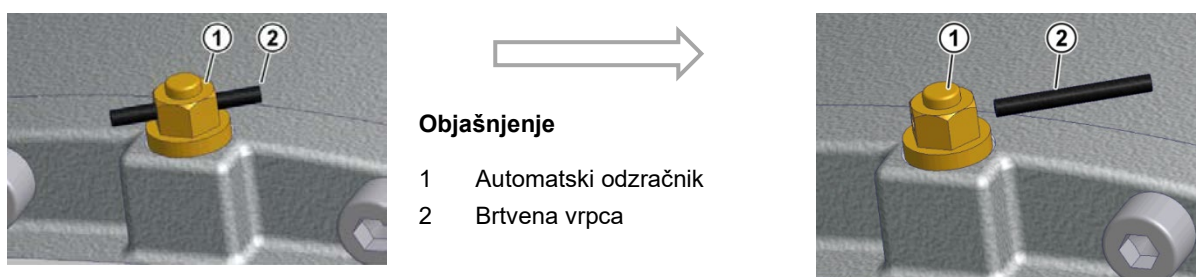 1 2
1 2
Objašnjenje
1 Automatski odzračnik
2 Brtvena vrpca